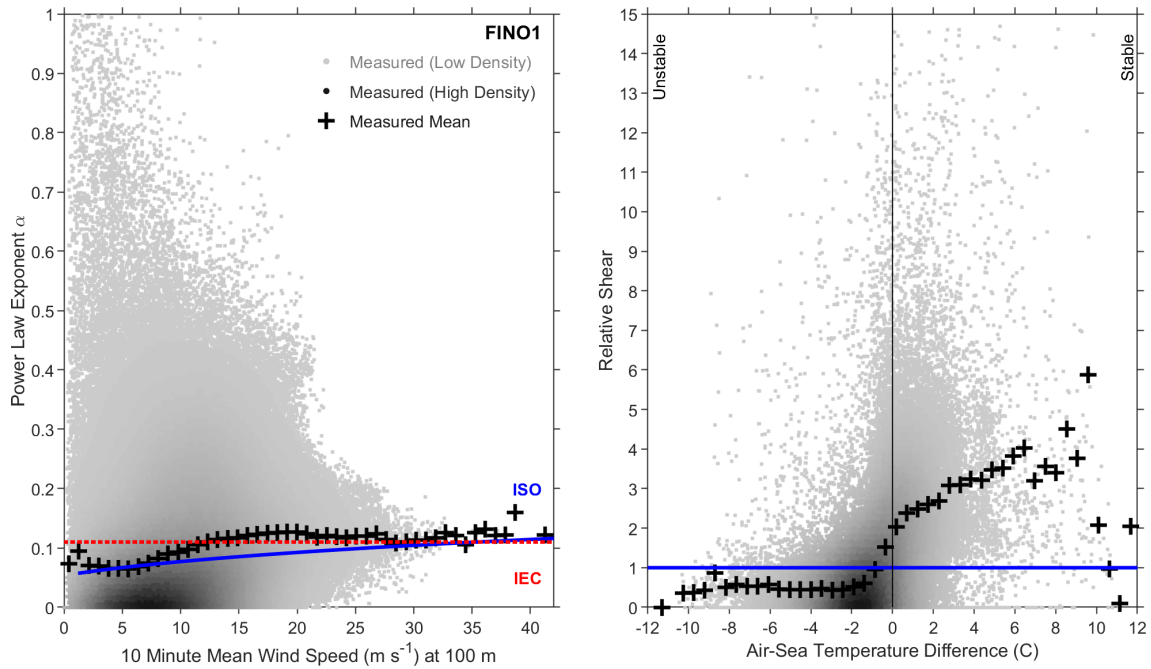 FINO1
Measured (Low Density)
Measured (High Density)
Measured Mean
ISO
IEC
Power Law Exponent α
1
0.9
0.8
0.7
0.6
0.5
0.4
0.3
0.2
0.1
0
0 5 10 15 20 25 30 35 40
10 Minute Mean Wind Speed (m s⁻¹) at 100 m
Unstable
Stable
Relative Shear
15
14
13
12
11
10
9
8
7
6
5
4
3
2
1
0
-12 -10 -8 -6 -4 -2 0 2 4 6 8 10 12
Air-Sea Temperature Difference (C)